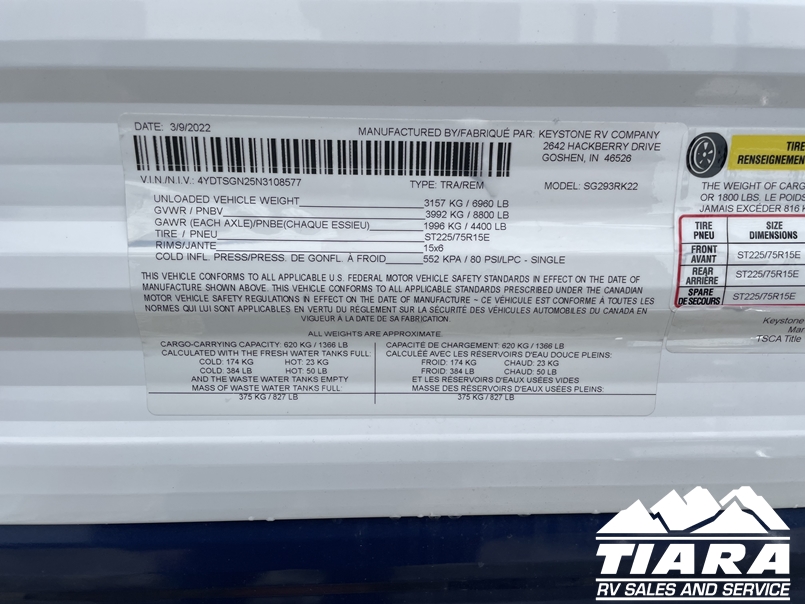 DATE: 3/9/2022
MANUFACTURED BY/FABRIQUÉ PAR: KEYSTONE RV COMPANY
2642 HACKBERRY DRIVE
GOSHEN, IN 46526
V.I.N./N.I.V.: 4YDTSGN25N3108577
TYPE: TRA/REM
MODEL: SG293RK22
UNLOADED VEHICLE WEIGHT 3157 KG / 6960 LB
GVWR / PNBV 3992 KG / 8800 LB
GAWR (EACH AXLE)/PNBE(CHAQUE ESSIEU) 1996 KG / 4400 LB
TIRE / PNEU ST225/75R15E
RIMS/JANTE 15x6
COLD INFL. PRESS/PRESS. DE GONFL. À FROID 552 KPA / 80 PSI/LPC - SINGLE
THIS VEHICLE CONFORMS TO ALL APPLICABLE U.S. FEDERAL MOTOR VEHICLE SAFETY STANDARDS IN EFFECT ON THE DATE OF
MANUFACTURE SHOWN ABOVE. THIS VEHICLE CONFORMS TO ALL APPLICABLE STANDARDS PRESCRIBED UNDER THE CANADIAN
MOTOR VEHICLE SAFETY REGULATIONS IN EFFECT ON THE DATE OF MANUFACTURE ~ CE VÉHICULE EST CONFORME À TOUTES LES
NORMES QUI LUI SONT APPLICABLES EN VERTU DU RÈGLEMENT SUR LA SÉCURITÉ DES VÉHICULES AUTOMOBILES DU CANADA EN
VIGUEUR À LA DATE DE SA FABRICATION.
ALL WEIGHTS ARE APPROXIMATE.
CARGO-CARRYING CAPACITY: 620 KG / 1366 LB
CALCULATED WITH THE FRESH WATER TANKS FULL:
COLD: 174 KG HOT: 23 KG
COLD: 384 LB HOT: 50 LB
AND THE WASTE WATER TANKS EMPTY
MASS OF WASTE WATER TANKS FULL:
375 KG / 827 LB
CAPACITÉ DE CHARGEMENT: 620 KG / 1366 LB
CALCULÉE AVEC LES RÉSERVOIRS D'EAU DOUCE PLEINS:
FROID: 174 KG CHAUD: 23 KG
FROID: 384 LB CHAUD: 50 LB
ET LES RÉSERVOIRS D'EAUX USÉES VIDES
MASSE DES RESERVOIRS D'EAUX USÉES PLEINS:
375 KG / 827 LB
TIRE
RENSEIGNEMENT
THE WEIGHT OF CARGO
OR 1800 LBS.
JAMAIS EXCÉDER 816 K
TIRE SIZE
PNEU DIMENSIONS
FRONT
AVANT ST225/75R15E
REAR
ARRIÈRE ST225/75R15E
SPARE
DE SECOURS ST225/75R15E
Keystone
Man
TSCA Title
TIARA
RV SALES AND SERVICE